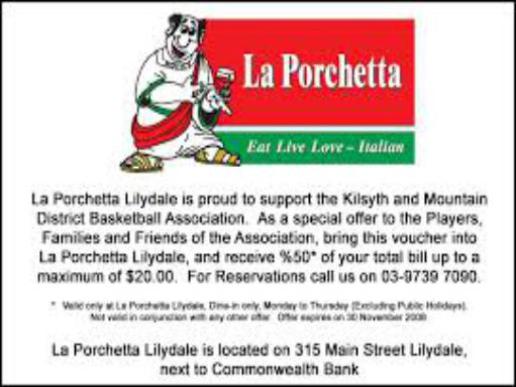 La Porchetta
Eat Live Love – Italian
La Porchetta Lilydale is proud to support the Kilsyth and Mountain
District Basketball Association. As a special offer to the Players,
Families and Friends of the Association, bring this voucher into
La Porchetta Lilydale, and receive %50* of your total bill up to a
maximum of $20.00. For Reservations call us on 03-9739 7090.
* Valid only at La Porchetta Lilydale, Dine-in only, Monday to Thursday (Excluding Public Holidays).
Not valid in conjunction with any other offer. Offer expires on 30 November 2008
La Porchetta Lilydale is located on 315 Main Street Lilydale,
next to Commonwealth Bank